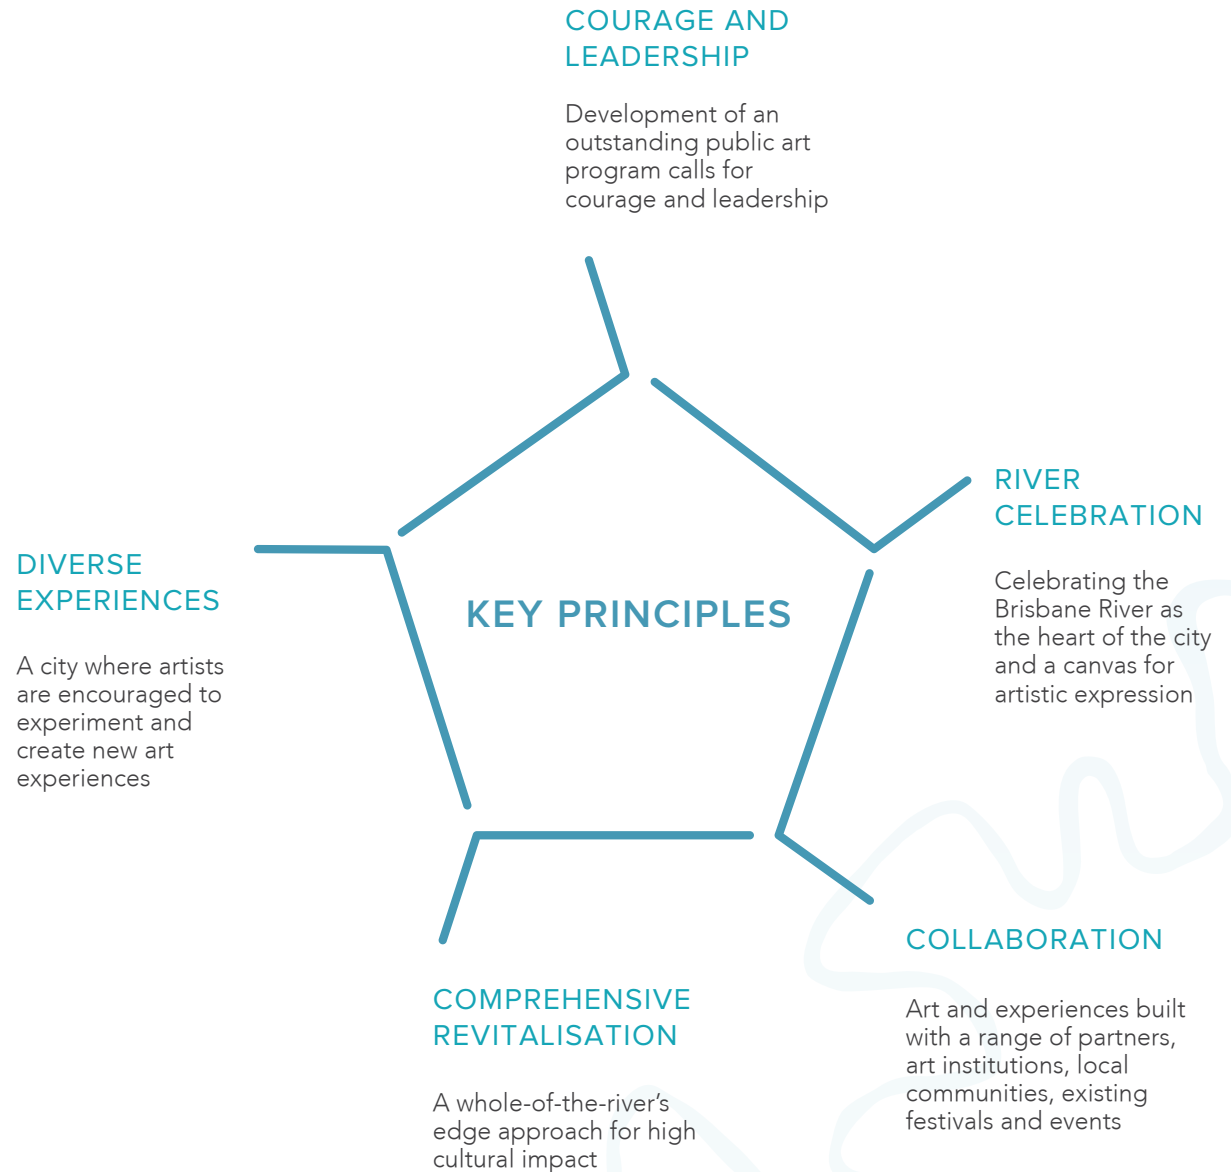 COURAGE AND
LEADERSHIP
Development of an
outstanding public art
program calls for
courage and leadership
RIVER
CELEBRATION
Celebrating the
Brisbane River as
the heart of the city
and a canvas for
artistic expression
DIVERSE
EXPERIENCES
A city where artists
are encouraged to
experiment and
create new art
experiences
KEY PRINCIPLES
COLLABORATION
Art and experiences built
with a range of partners,
art institutions, local
communities, existing
festivals and events
COMPREHENSIVE
REVITALISATION
A whole-of-the-river’s
edge approach for high
cultural impact